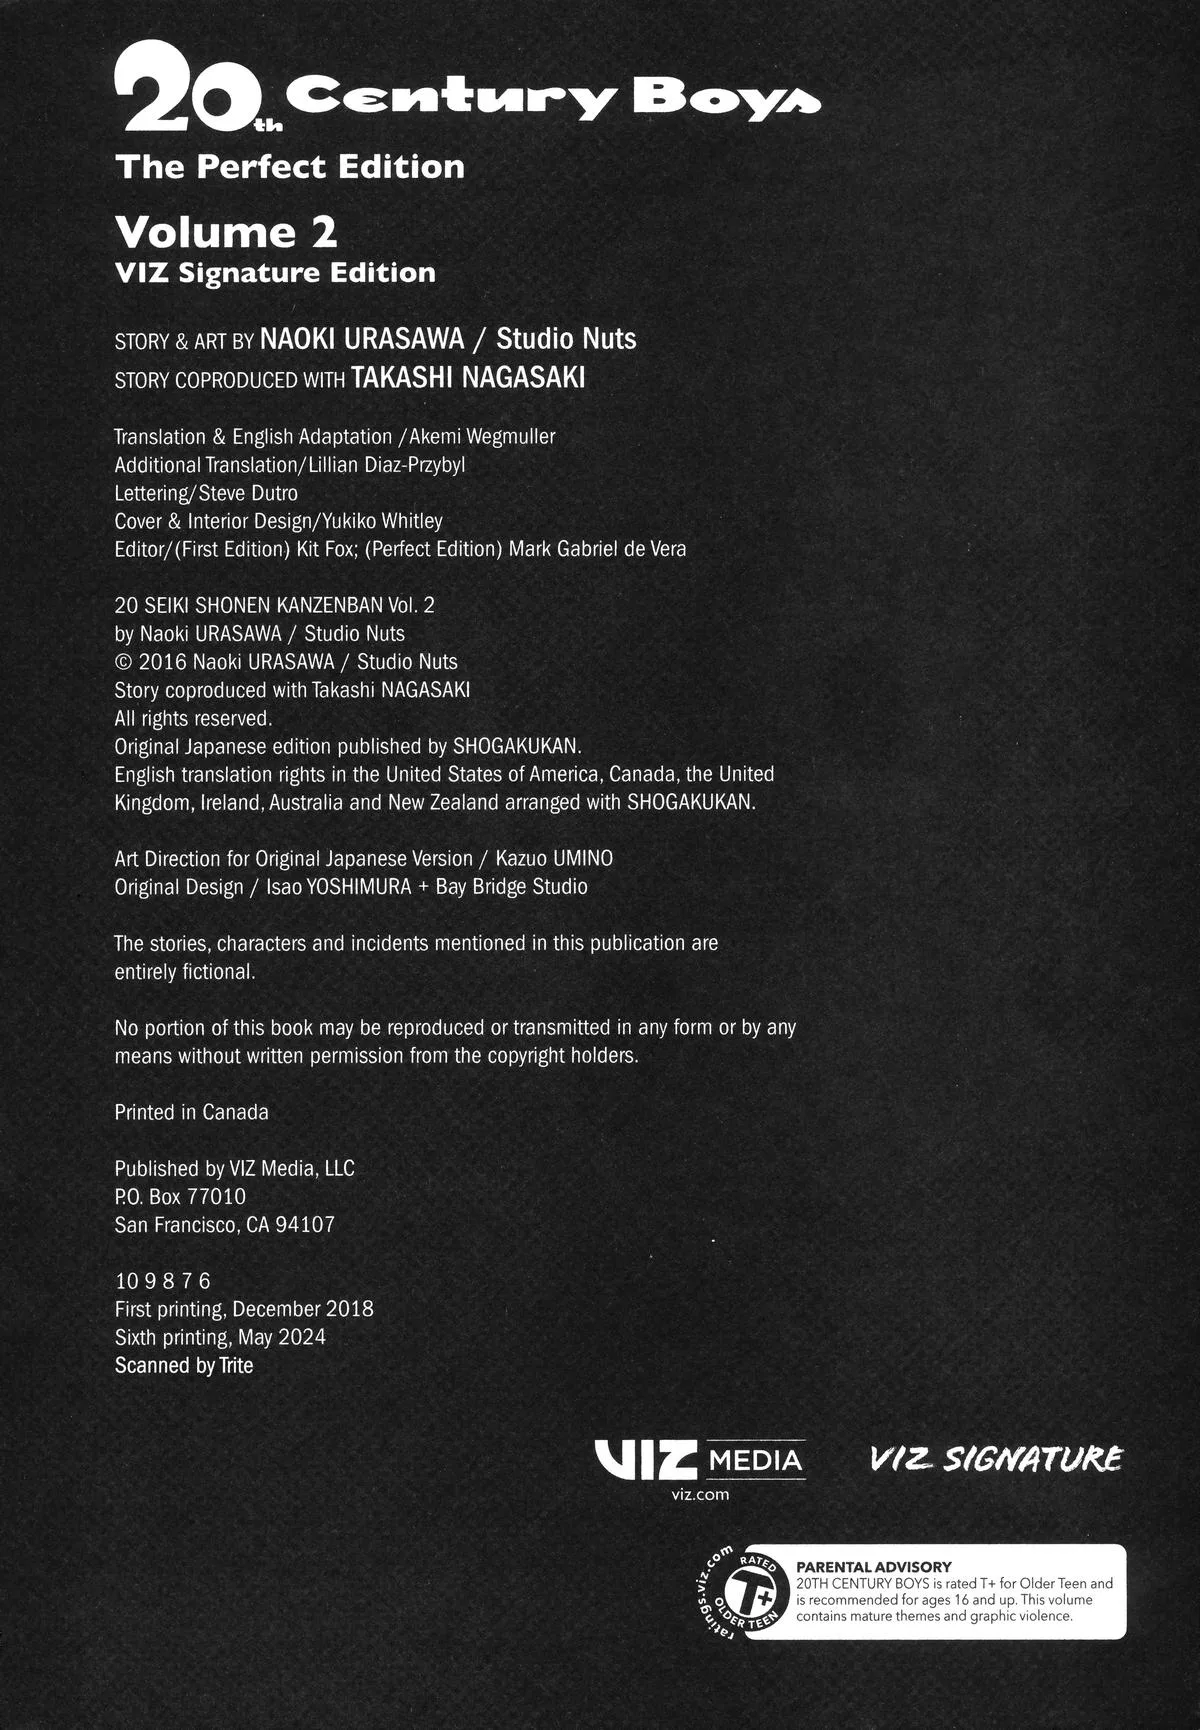 20th Century Boys
The Perfect Edition
Volume 2
VIZ Signature Edition
STORY & ART BY NAOKI URASAWA / Studio Nuts
STORY COPRODUCED WITH TAKASHI NAGASAKI
Translation & English Adaptation /Akemi Wegmuller
Additional Translation/Lillian Diaz-Przybyl
Lettering/Steve Dutro
Cover & Interior Design/Yukiko Whitley
Editor/(First Edition) Kit Fox; (Perfect Edition) Mark Gabriel de Vera
20 SEIKI SHONEN KANZENBAN Vol. 2
by Naoki URASAWA / Studio Nuts
© 2016 Naoki URASAWA / Studio Nuts
Story coproduced with Takashi NAGASAKI
All rights reserved.
Original Japanese edition published by SHOGAKUKAN.
English translation rights in the United States of America, Canada, the United
Kingdom, Ireland, Australia and New Zealand arranged with SHOGAKUKAN.
Art Direction for Original Japanese Version / Kazuo UMINO
Original Design / Isao YOSHIMURA + Bay Bridge Studio
The stories, characters and incidents mentioned in this publication are
entirely fictional.
No portion of this book may be reproduced or transmitted in any form or by any
means without written permission from the copyright holders.
Printed in Canada
Published by VIZ Media, LLC
P.O. Box 77010
San Francisco, CA 94107
10 9 8 7 6
First printing, December 2018
Sixth printing, May 2024
Scanned by Trite
VIZ MEDIA
viz.com
VIZ SIGNATURE
ratings.viz.com
RATED
T+
OLDER TEEN
PARENTAL ADVISORY
20TH CENTURY BOYS is rated T+ for Older Teen and
is recommended for ages 16 and up. This volume
contains mature themes and graphic violence.